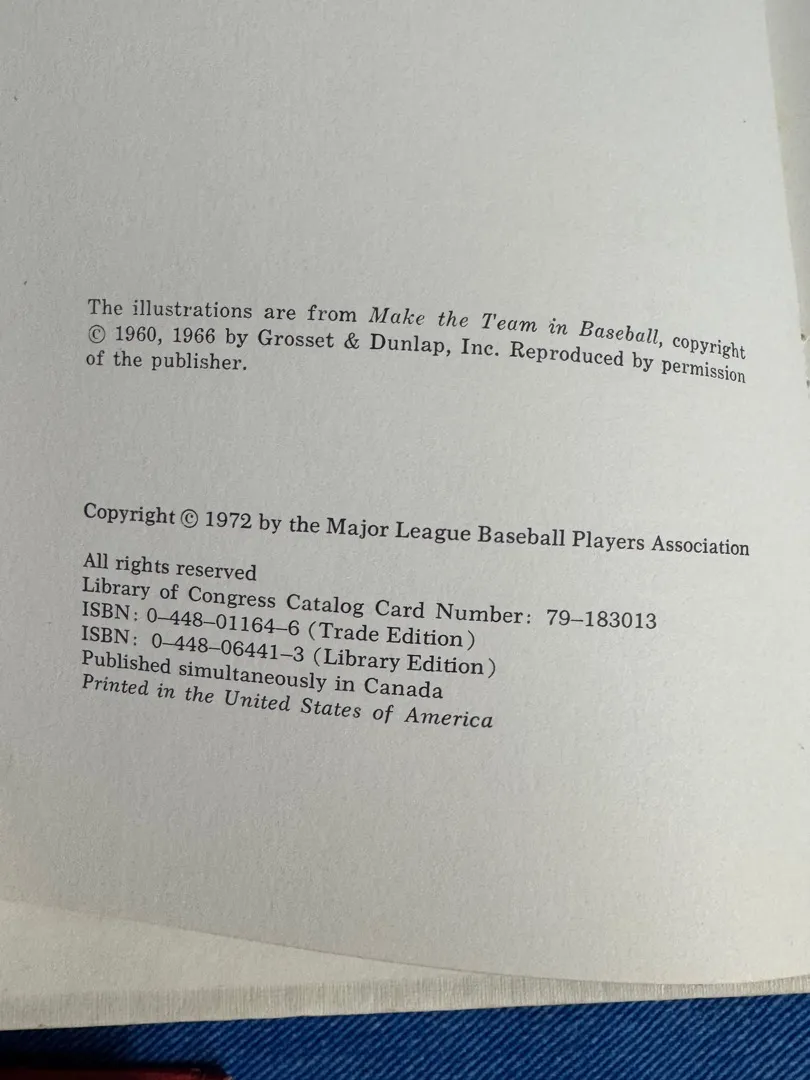 The illustrations are from Make the Team in Baseball, copyright
© 1960, 1966 by Grosset & Dunlap, Inc. Reproduced by permission
of the publisher.
Copyright © 1972 by the Major League Baseball Players Association
All rights reserved
Library of Congress Catalog Card Number: 79–183013
ISBN: 0–448–01164–6 (Trade Edition)
ISBN: 0–448–06441–3 (Library Edition)
Published simultaneously in Canada
Printed in the United States of America